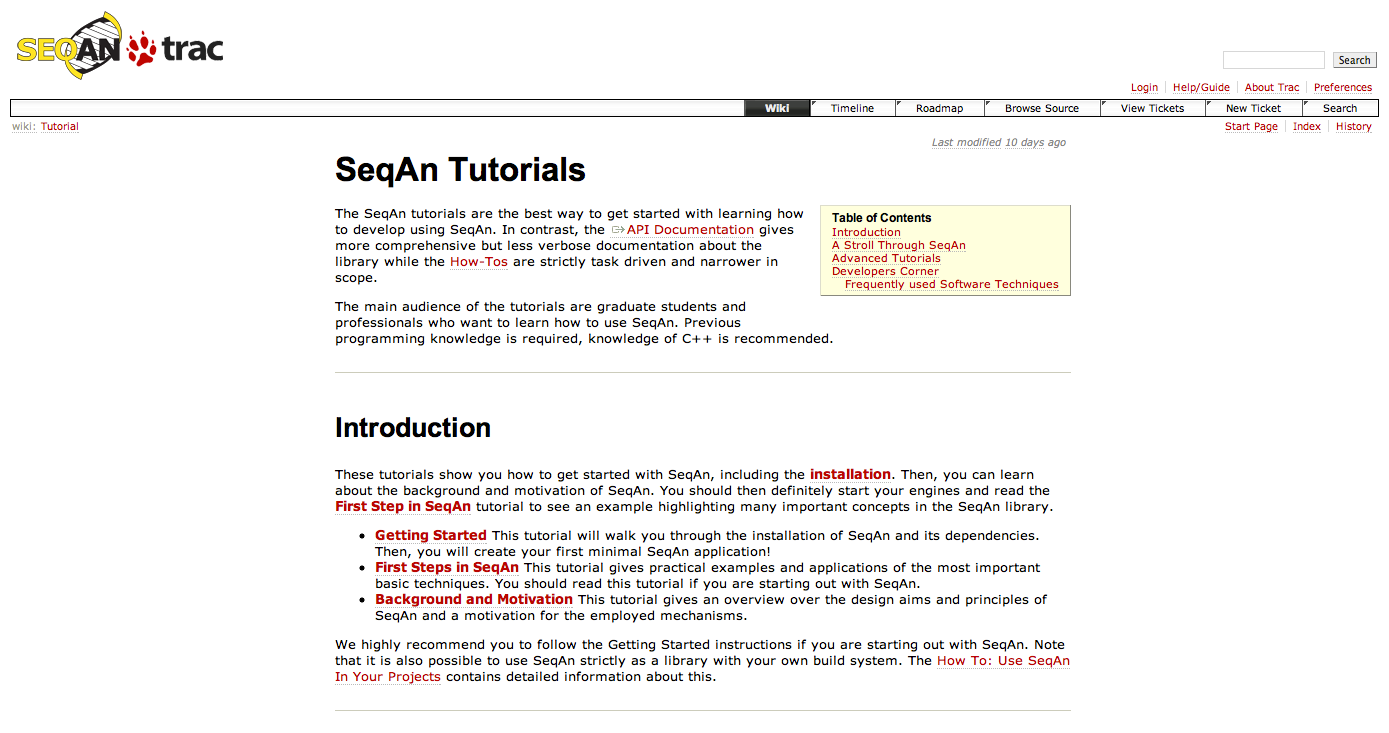 SEQAN trac
Search
Login Help/Guide About Trac Preferences
Wiki Timeline Roadmap Browse Source View Tickets New Ticket Search
wiki: Tutorial
Start Page Index History
Last modified 10 days ago
SeqAn Tutorials
The SeqAn tutorials are the best way to get started with learning how
to develop using SeqAn. In contrast, the API Documentation gives
more comprehensive but less verbose documentation about the
library while the How-Tos are strictly task driven and narrower in
scope.
Table of Contents
Introduction
A Stroll Through SeqAn
Advanced Tutorials
Developers Corner
Frequently used Software Techniques
The main audience of the tutorials are graduate students and
professionals who want to learn how to use SeqAn. Previous
programming knowledge is required, knowledge of C++ is recommended.
Introduction
These tutorials show you how to get started with SeqAn, including the installation. Then, you can learn
about the background and motivation of SeqAn. You should then definitely start your engines and read the
First Step in SeqAn tutorial to see an example highlighting many important concepts in the SeqAn library.
• Getting Started This tutorial will walk you through the installation of SeqAn and its dependencies.
Then, you will create your first minimal SeqAn application!
• First Steps in SeqAn This tutorial gives practical examples and applications of the most important
basic techniques. You should read this tutorial if you are starting out with SeqAn.
• Background and Motivation This tutorial gives an overview over the design aims and principles of
SeqAn and a motivation for the employed mechanisms.
We highly recommend you to follow the Getting Started instructions if you are starting out with SeqAn. Note
that it is also possible to use SeqAn strictly as a library with your own build system. The How To: Use SeqAn
In Your Projects contains detailed information about this.